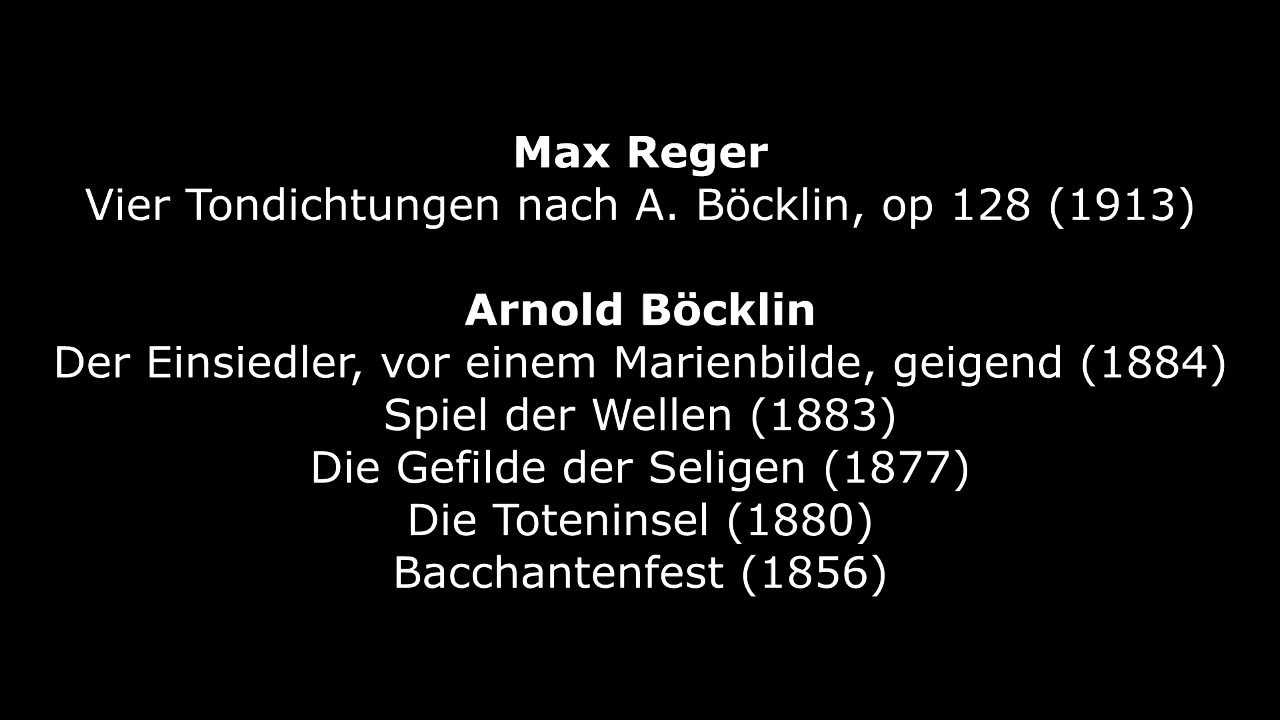 Max Reger
Vier Tondichtungen nach A. Böcklin, op 128 (1913)
Arnold Böcklin
Der Einsiedler, vor einem Marienbilde, geigend (1884)
Spiel der Wellen (1883)
Die Gefilde der Seligen (1877)
Die Toteninsel (1880)
Bacchantenfest (1856)